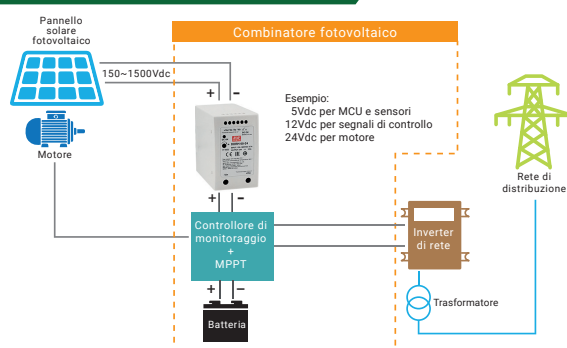 Pannello
solare
fotovoltaico
Combinatore fotovoltaico
150~1500Vdc
+ –
Esempio:
5Vdc per MCU e sensori
12Vdc per segnali di controllo
24Vdc per motore
Motore
Rete di
distribuzione
+ –
Controllore di
monitoraggio
+
MPPT
Inverter
di rete
+ –
Trasformatore
Batteria